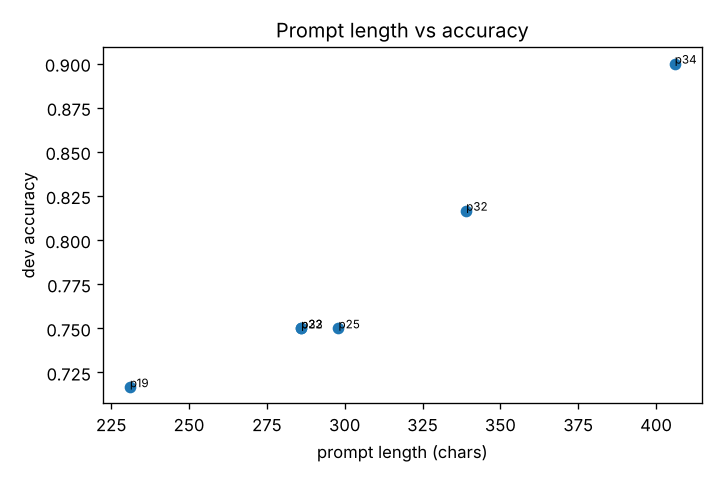 Prompt length vs accuracy
0.900
0.875
0.850
0.825
0.800
0.775
0.750
0.725
dev accuracy
p34
p32
p25
p19
225 250 275 300 325 350 375 400
prompt length (chars)